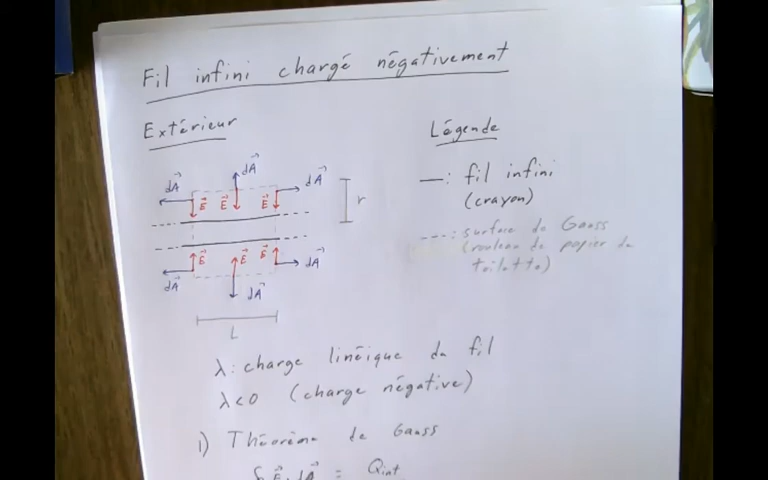 Fil infini chargé négativement
Extérieur
Légende
dA
dA
dA
E
E
E
r
— : fil infini
(crayon)
---- : surface de Gauss
(rouleau de papier de
toilette)
E
E
E
dA
dA
dA
L
λ : charge linéique du fil
λ<0 (charge négative)
1) Théorème de Gauss
∮ E · dA = Qint